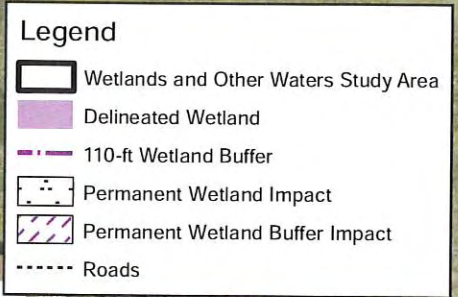 Legend
Wetlands and Other Waters Study Area
Delineated Wetland
110-ft Wetland Buffer
Permanent Wetland Impact
Permanent Wetland Buffer Impact
Roads